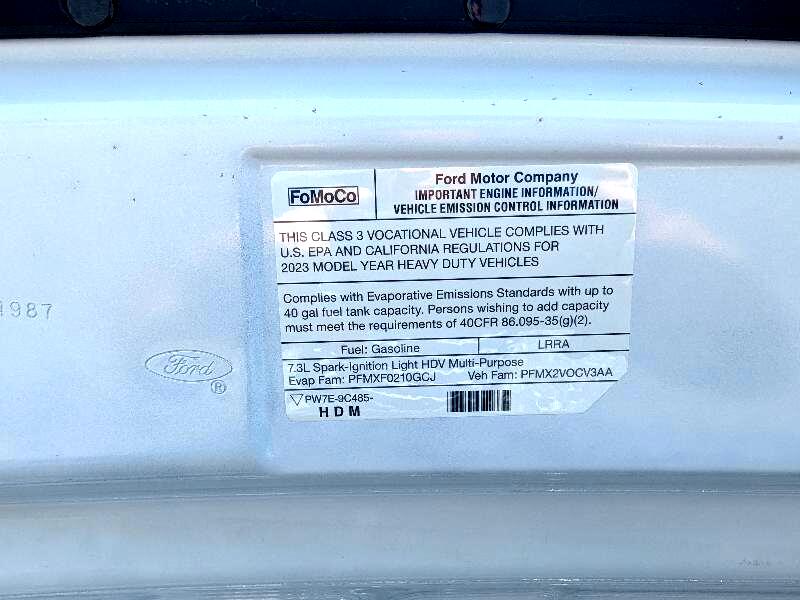 FoMoCo
Ford Motor Company
IMPORTANT ENGINE INFORMATION/
VEHICLE EMISSION CONTROL INFORMATION
THIS CLASS 3 VOCATIONAL VEHICLE COMPLIES WITH
U.S. EPA AND CALIFORNIA REGULATIONS FOR
2023 MODEL YEAR HEAVY DUTY VEHICLES
Complies with Evaporative Emissions Standards with up to
40 gal fuel tank capacity. Persons wishing to add capacity
must meet the requirements of 40CFR 86.095-35(g)(2).
Fuel: Gasoline LRRA
7.3L Spark-Ignition Light HDV Multi-Purpose
Evap Fam: PFMXF0210GCJ Veh Fam: PFMX2VOCV3AA
PW7E-9C485-
HDM
1987
Ford ®